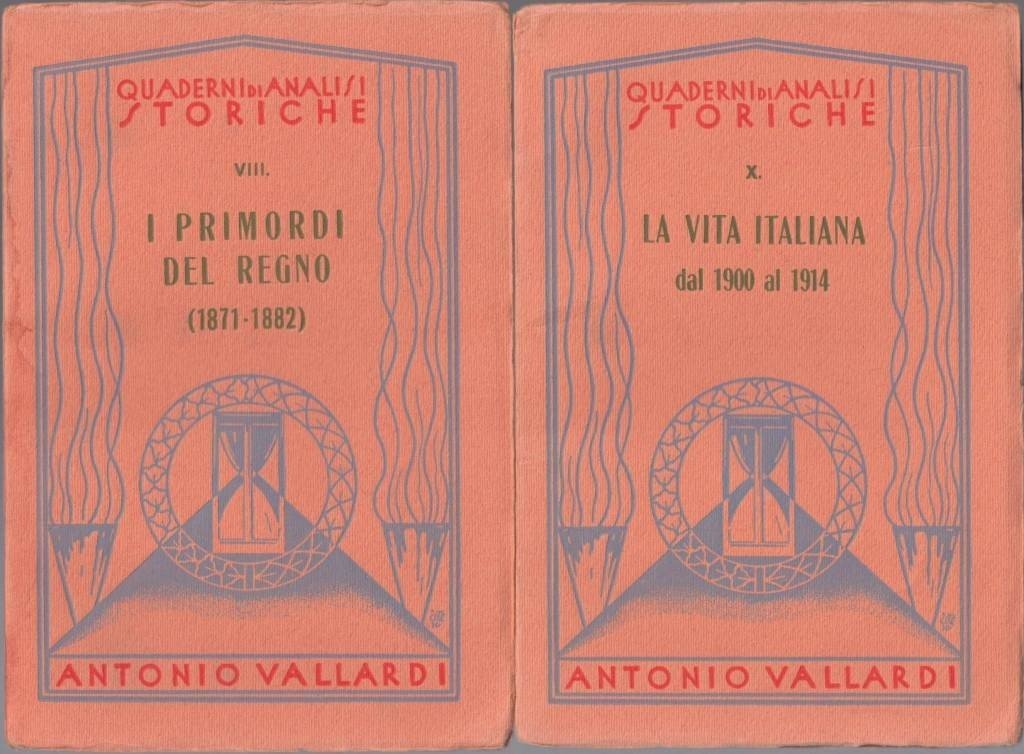 QUADERNI DI ANALISI
STORICHE
VIII.
I PRIMORDI
DEL REGNO
(1871-1882)
ANTONIO VALLARDI
QUADERNI DI ANALISI
STORICHE
X.
LA VITA ITALIANA
dal 1900 al 1914
ANTONIO VALLARDI